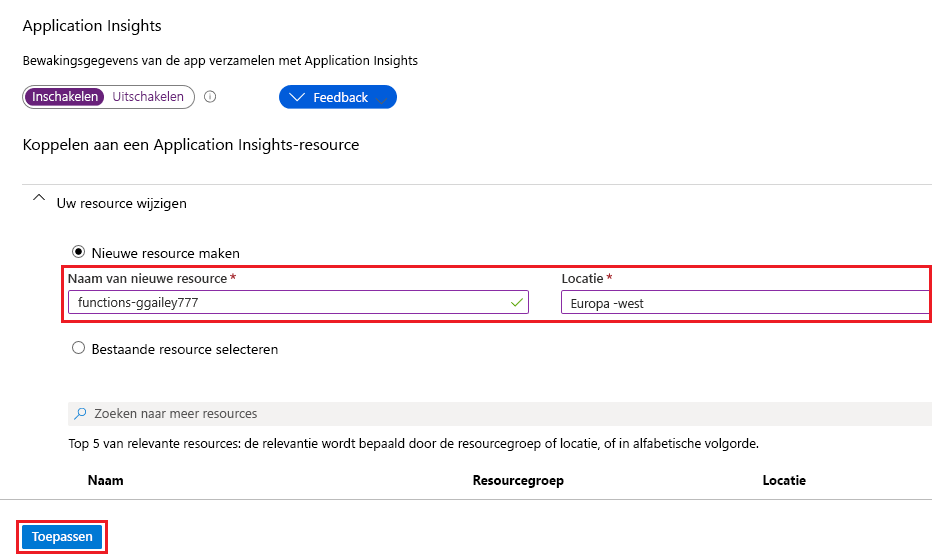 Application Insights
Bewakingsgegevens van de app verzamelen met Application Insights
Inschakelen Uitschakelen Feedback
Koppelen aan een Application Insights-resource
Uw resource wijzigen
Nieuwe resource maken
Naam van nieuwe resource * Locatie *
functions-ggailey777 Europa -west
Bestaande resource selecteren
Zoeken naar meer resources
Top 5 van relevante resources: de relevantie wordt bepaald door de resourcegroep of locatie, of in alfabetische volgorde.
Naam Resourcegroep Locatie
Toepassen